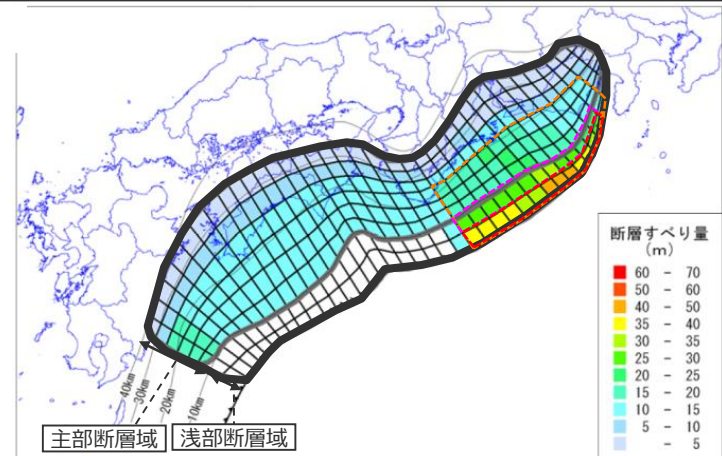 断層すべり量
（m）
60 - 70
50 - 60
40 - 50
35 - 40
30 - 35
25 - 30
20 - 25
15 - 20
10 - 15
5 - 10
- 5
40km
30km
20km
10km
主部断層域
浅部断層域